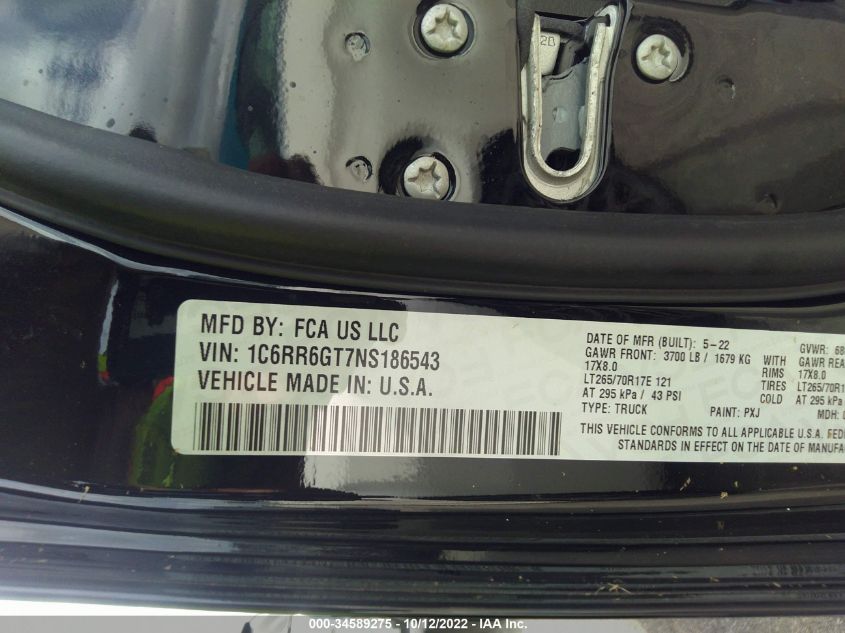 2B
MFD BY: FCA US LLC
VIN: 1C6RR6GT7NS186543
VEHICLE MADE IN: U.S.A.
DATE OF MFR (BUILT): 5-22
GVWR: 68
GAWR FRONT: 3700 LB / 1679 KG WITH GAWR REA
17X8.0 RIMS 17X8.0
LT265/70R17E 121 TIRES LT265/70R1
AT 295 kPa / 43 PSI COLD AT 295 kPa
TYPE: TRUCK PAINT: PXJ MDH:
THIS VEHICLE CONFORMS TO ALL APPLICABLE U.S.A. FEDE
STANDARDS IN EFFECT ON THE DATE OF MANUFA
000-34589275 - 10/12/2022 - © IAA Inc.